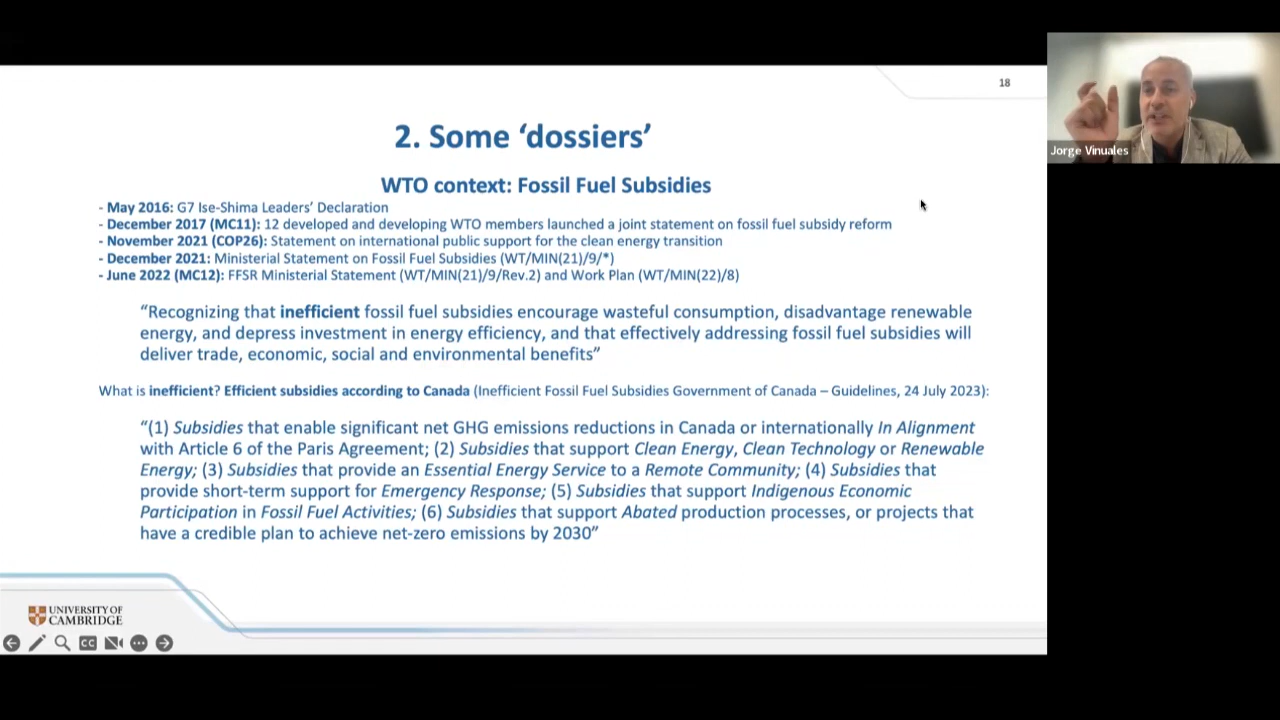 18
Jorge Vinuales
2. Some ‘dossiers’
WTO context: Fossil Fuel Subsidies
- May 2016: G7 Ise-Shima Leaders’ Declaration
- December 2017 (MC11): 12 developed and developing WTO members launched a joint statement on fossil fuel subsidy reform
- November 2021 (COP26): Statement on international public support for the clean energy transition
- December 2021: Ministerial Statement on Fossil Fuel Subsidies (WT/MIN(21)/9/*)
- June 2022 (MC12): FFSR Ministerial Statement (WT/MIN(21)/9/Rev.2) and Work Plan (WT/MIN(22)/8)
“Recognizing that inefficient fossil fuel subsidies encourage wasteful consumption, disadvantage renewable
energy, and depress investment in energy efficiency, and that effectively addressing fossil fuel subsidies will
deliver trade, economic, social and environmental benefits”
What is inefficient? Efficient subsidies according to Canada (Inefficient Fossil Fuel Subsidies Government of Canada – Guidelines, 24 July 2023):
“(1) Subsidies that enable significant net GHG emissions reductions in Canada or internationally In Alignment
with Article 6 of the Paris Agreement; (2) Subsidies that support Clean Energy, Clean Technology or Renewable
Energy; (3) Subsidies that provide an Essential Energy Service to a Remote Community; (4) Subsidies that
provide short-term support for Emergency Response; (5) Subsidies that support Indigenous Economic
Participation in Fossil Fuel Activities; (6) Subsidies that support Abated production processes, or projects that
have a credible plan to achieve net-zero emissions by 2030”
UNIVERSITY OF
CAMBRIDGE
CC